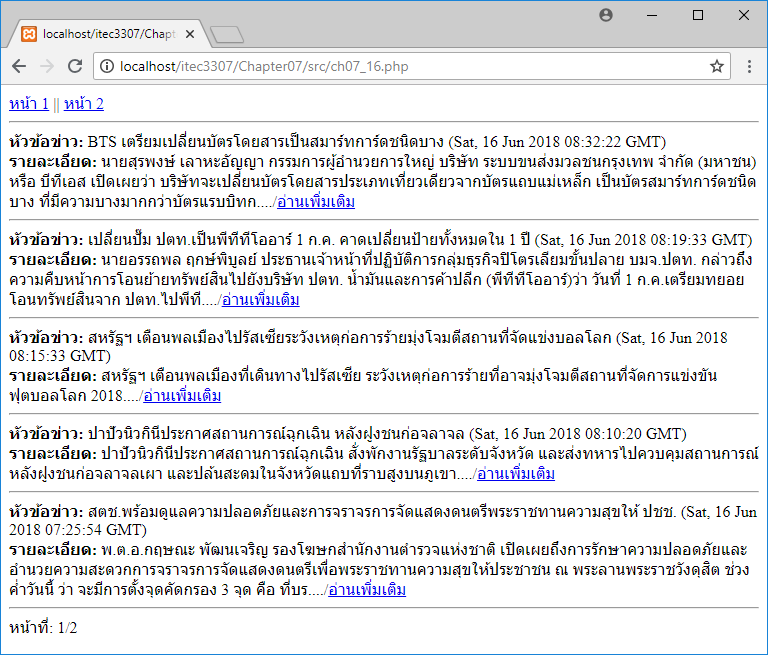 localhost/itec3307/Chapt
localhost/itec3307/Chapter07/src/ch07_16.php
หน้า 1 || หน้า 2
หัวข้อข่าว: BTS เตรียมเปลี่ยนบัตรโดยสารเป็นสมาร์ทการ์ดชนิดบาง (Sat, 16 Jun 2018 08:32:22 GMT)
รายละเอียด: นายสุรพงษ์ เลาหะอัญญา กรรมการผู้อำนวยการใหญ่ บริษัท ระบบขนส่งมวลชนกรุงเทพ จำกัด (มหาชน)
หรือ บีทีเอส เปิดเผยว่า บริษัทจะเปลี่ยนบัตรโดยสารประเภทเที่ยวเดียวจากบัตรแถบแม่เหล็ก เป็นบัตรสมาร์ทการ์ดชนิด
บาง ที่มีความบางมากกว่าบัตรแรบบิทก..../อ่านเพิ่มเติม
หัวข้อข่าว: เปลี่ยนปั๊ม ปตท.เป็นพีทีทีโออาร์ 1 ก.ค. คาดเปลี่ยนป้ายทั้งหมดใน 1 ปี (Sat, 16 Jun 2018 08:19:33 GMT)
รายละเอียด: นายอรรถพล ฤกษ์พิบูลย์ ประธานเจ้าหน้าที่ปฏิบัติการกลุ่มธุรกิจปิโตรเลียมขั้นปลาย บมจ.ปตท. กล่าวถึง
ความคืบหน้าการโอนย้ายทรัพย์สินไปยังบริษัท ปตท. น้ำมันและการค้าปลีก (พีทีทีโออาร์)ว่า วันที่ 1 ก.ค.เตรียมทยอย
โอนทรัพย์สินจาก ปตท.ไปพีที..../อ่านเพิ่มเติม
หัวข้อข่าว: สหรัฐฯ เตือนพลเมืองไปรัสเซียระวังเหตุก่อการร้ายมุ่งโจมตีสถานที่จัดแข่งบอลโลก (Sat, 16 Jun 2018
08:15:33 GMT)
รายละเอียด: สหรัฐฯ เตือนพลเมืองที่เดินทางไปรัสเซีย ระวังเหตุก่อการร้ายที่อาจมุ่งโจมตีสถานที่จัดการแข่งขัน
ฟุตบอลโลก 2018..../อ่านเพิ่มเติม
หัวข้อข่าว: ปาปัวนิวกินีประกาศสถานการณ์ฉุกเฉิน หลังฝูงชนก่อจลาจล (Sat, 16 Jun 2018 08:10:20 GMT)
รายละเอียด: ปาปัวนิวกินีประกาศสถานการณ์ฉุกเฉิน สั่งพักงานรัฐบาลระดับจังหวัด และส่งทหารไปควบคุมสถานการณ์
หลังฝูงชนก่อจลาจลเผา และปล้นสะดมในจังหวัดแถบที่ราบสูงบนภูเขา..../อ่านเพิ่มเติม
หัวข้อข่าว: สตช.พร้อมดูแลความปลอดภัยและการจราจรการจัดแสดงดนตรีพระราชทานความสุขให้ ปชช. (Sat, 16 Jun
2018 07:25:54 GMT)
รายละเอียด: พ.ต.อ.กฤษณะ พัฒนเจริญ รองโฆษกสำนักงานตำรวจแห่งชาติ เปิดเผยถึงการรักษาความปลอดภัยและ
อำนวยความสะดวกการจราจรการจัดแสดงดนตรีเพื่อพระราชทานความสุขให้ประชาชน ณ พระลานพระราชวังดุสิต ช่วง
ค่ำวันนี้ ว่า จะมีการตั้งจุดคัดกรอง 3 จุด คือ ที่บร..../อ่านเพิ่มเติม
หน้าที่: 1/2